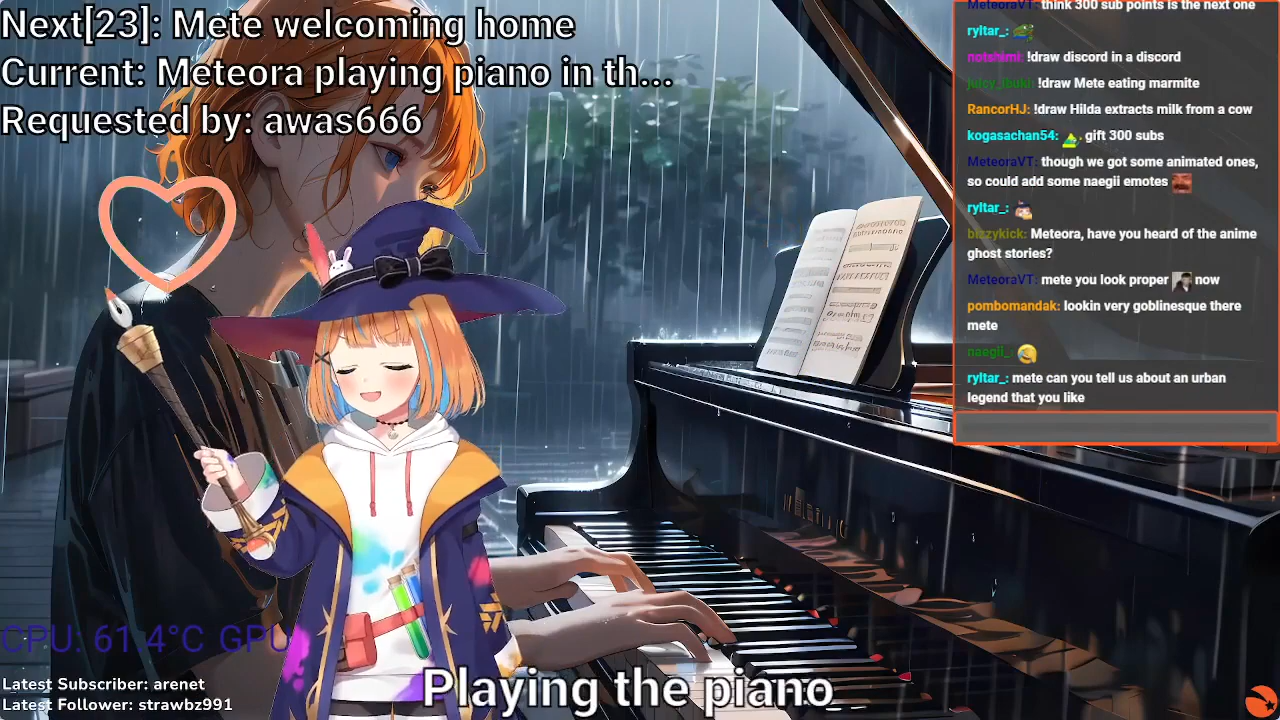 Next[23]: Mete welcoming home
Current: Meteora playing piano in th...
Requested by: awas666
MeteoraVT: think 300 sub points is the next one
ryltar_:
notshimi: !draw discord in a discord
juicy_ibuki: !draw Mete eating marmite
RancorHJ: !draw Hilda extracts milk from a cow
kogasachan54: gift 300 subs
MeteoraVT: though we got some animated ones,
so could add some naegii emotes
ryltar_:
bizzykick: Meteora, have you heard of the anime
ghost stories?
MeteoraVT: mete you look proper now
pombomandak: lookin very goblinesque there
mete
naegii_:
ryltar_: mete can you tell us about an urban
legend that you like
CPU: 61.4°C GPU
Latest Subscriber: arenet
Latest Follower: strawbz991
Playing the piano